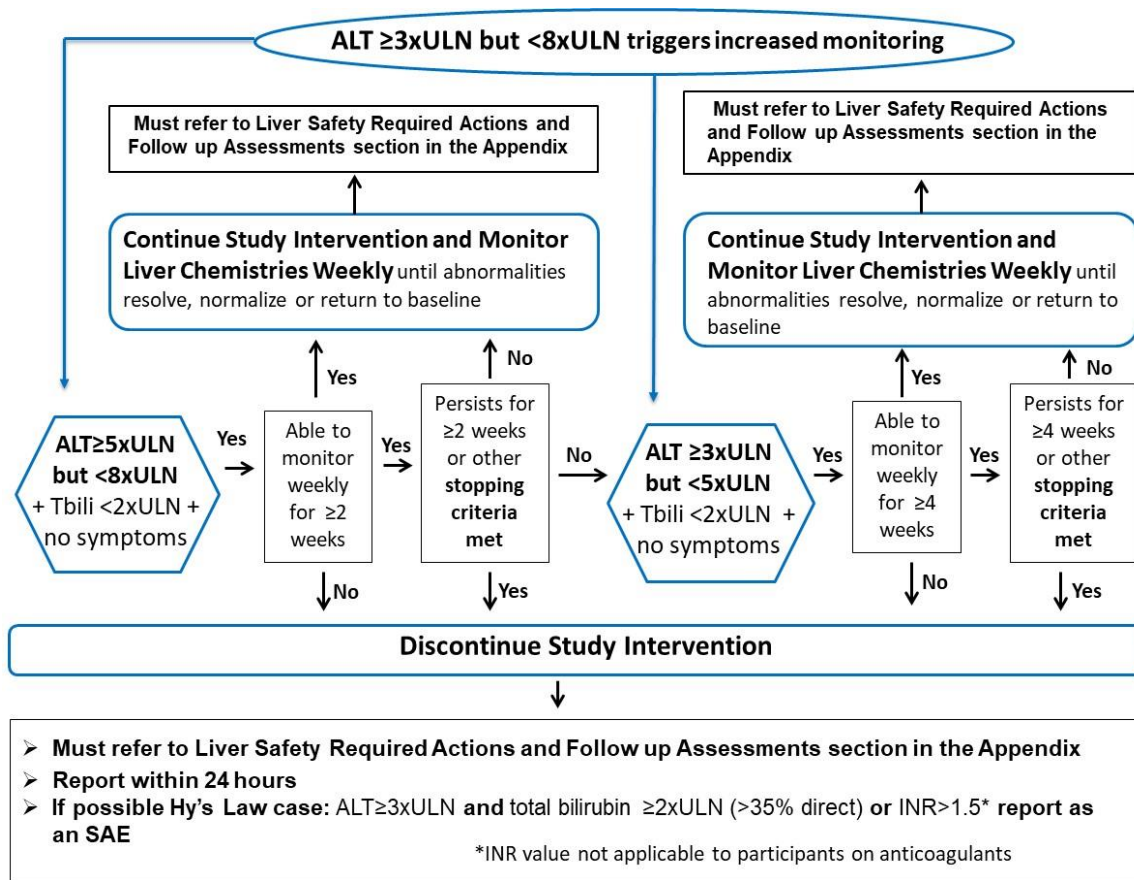 ALT ≥3xULN but <8xULN triggers increased monitoring
Must refer to Liver Safety Required Actions and
Follow up Assessments section in the Appendix
Must refer to Liver Safety Required Actions
and Follow up Assessments section in the
Appendix
Continue Study Intervention and Monitor
Liver Chemistries Weekly until abnormalities
resolve, normalize or return to baseline
Continue Study Intervention and
Monitor Liver Chemistries Weekly until
abnormalities resolve, normalize or return to
baseline
Yes
No
Yes
No
ALT≥5xULN
but <8xULN
+ Tbili <2xULN +
no symptoms
Yes
Able to
monitor
weekly
for ≥2
weeks
Yes
Persists for
≥2 weeks
or other
stopping
criteria
met
No
ALT ≥3xULN
but <5xULN
+ Tbili <2xULN +
no symptoms
Yes
Able to
monitor
weekly
for ≥4
weeks
Yes
Persists for
≥4 weeks
or other
stopping
criteria
met
No
Yes
No
Yes
Discontinue Study Intervention
➢ Must refer to Liver Safety Required Actions and Follow up Assessments section in the Appendix
➢ Report within 24 hours
➢ If possible Hy's Law case: ALT≥3xULN and total bilirubin ≥2xULN (>35% direct) or INR>1.5* report as
an SAE
*INR value not applicable to participants on anticoagulants